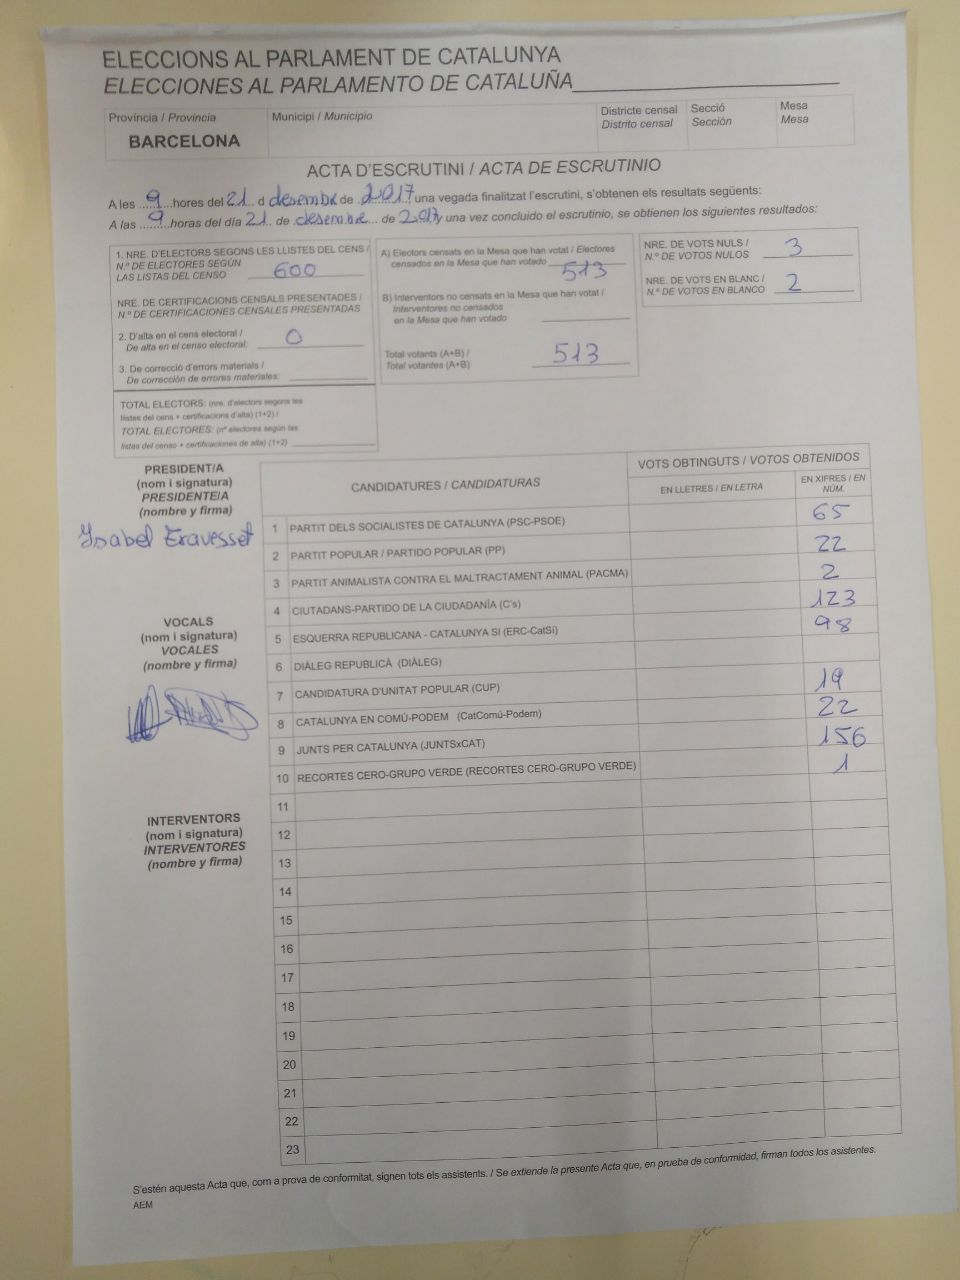 ELECCIONS AL PARLAMENT DE CATALUNYA
ELECCIONES AL PARLAMENTO DE CATALUÑA
Província / Provincia
BARCELONA
Municipi / Municipio
Districte censal
Distrito censal
Secció
Sección
Mesa
Mesa
ACTA D'ESCRUTINI / ACTA DE ESCRUTINIO
A les 9 hores del 21 d desembre de 2017 una vegada finalitzat l'escrutini, s'obtenen els resultats següents:
A las 9 horas del día 21 de desembre de 2017 y una vez concluido el escrutinio, se obtienen los siguientes resultados:
1. NRE. D'ELECTORS SEGONS LES LLISTES DEL CENS /
N.º DE ELECTORES SEGÚN
LAS LISTAS DEL CENSO 600
NRE. DE CERTIFICACIONS CENSALS PRESENTADES /
N.º DE CERTIFICACIONES CENSALES PRESENTADAS
2. D'alta en el cens electoral /
De alta en el censo electoral: 0
3. De correcció d'errors materials /
De corrección de errores materiales:
TOTAL ELECTORS: (nre. d'electors segons les
llistes del cens + certificacions d'alta) (1+2) /
TOTAL ELECTORES: (nº electores según las
listas del censo + certificaciones de alta) (1+2)
A) Electors censats en la Mesa que han votat / Electores
censados en la Mesa que han votado 513
B) Interventors no censats en la Mesa que han votat /
Interventores no censados
en la Mesa que han votado
Total votants (A+B) /
Total votantes (A+B) 513
NRE. DE VOTS NULS /
N.º DE VOTOS NULOS 3
NRE. DE VOTS EN BLANC /
N.º DE VOTOS EN BLANCO 2
PRESIDENT/A
(nom i signatura)
PRESIDENTE/A
(nombre y firma)
Isabel
VOCALS
(nom i signatura)
VOCALES
(nombre y firma)
INTERVENTORS
(nom i signatura)
INTERVENTORES
(nombre y firma)
CANDIDATURES / CANDIDATURAS
VOTS OBTINGUTS / VOTOS OBTENIDOS
EN LLETRES / EN LETRA
EN XIFRES / EN
NÚM.
1 PARTIT DELS SOCIALISTES DE CATALUNYA (PSC-PSOE) 65
2 PARTIT POPULAR / PARTIDO POPULAR (PP) 22
3 PARTIT ANIMALISTA CONTRA EL MALTRACTAMENT ANIMAL (PACMA) 2
4 CIUTADANS-PARTIDO DE LA CIUDADANÍA (C's) 123
5 ESQUERRA REPUBLICANA - CATALUNYA SÍ (ERC-CatSí) 98
6 DIÀLEG REPUBLICÀ (DIÀLEG)
7 CANDIDATURA D'UNITAT POPULAR (CUP) 19
8 CATALUNYA EN COMÚ-PODEM (CatComú-Podem) 22
9 JUNTS PER CATALUNYA (JUNTSxCAT) 156
10 RECORTES CERO-GRUPO VERDE (RECORTES CERO-GRUPO VERDE) 1
11
12
13
14
15
16
17
18
19
20
21
22
23
S'estén aquesta Acta que, com a prova de conformitat, signen tots els assistents. / Se extiende la presente Acta que, en prueba de conformidad, firman todos los asistentes.
AEM